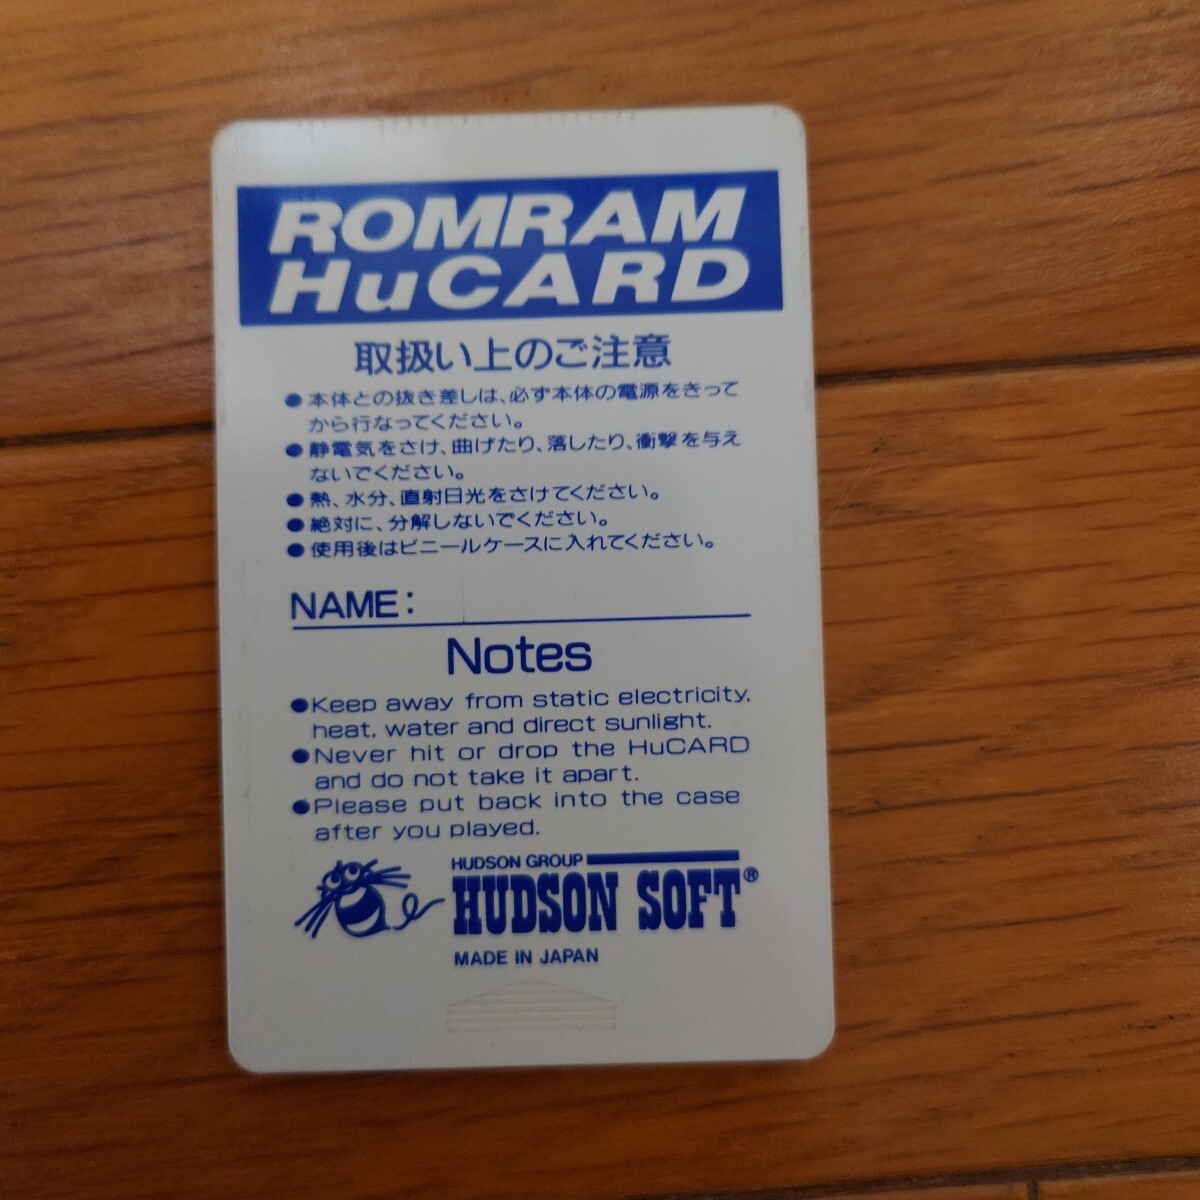 ROMRAM
HuCARD
取扱い上のご注意
●本体との抜き差しは、必ず本体の電源をきって
から行なってください。
●静電気をさけ、曲げたり、落したり、衝撃を与え
ないでください。
●熱、水分、直射日光をさけてください。
●絶対に、分解しないでください。
●使用後はビニールケースに入れてください。
NAME:
Notes
●Keep away from static electricity,
heat, water and direct sunlight.
●Never hit or drop the HuCARD
and do not take it apart.
●Please put back into the case
after you played.
HUDSON GROUP
HUDSON SOFT®
MADE IN JAPAN